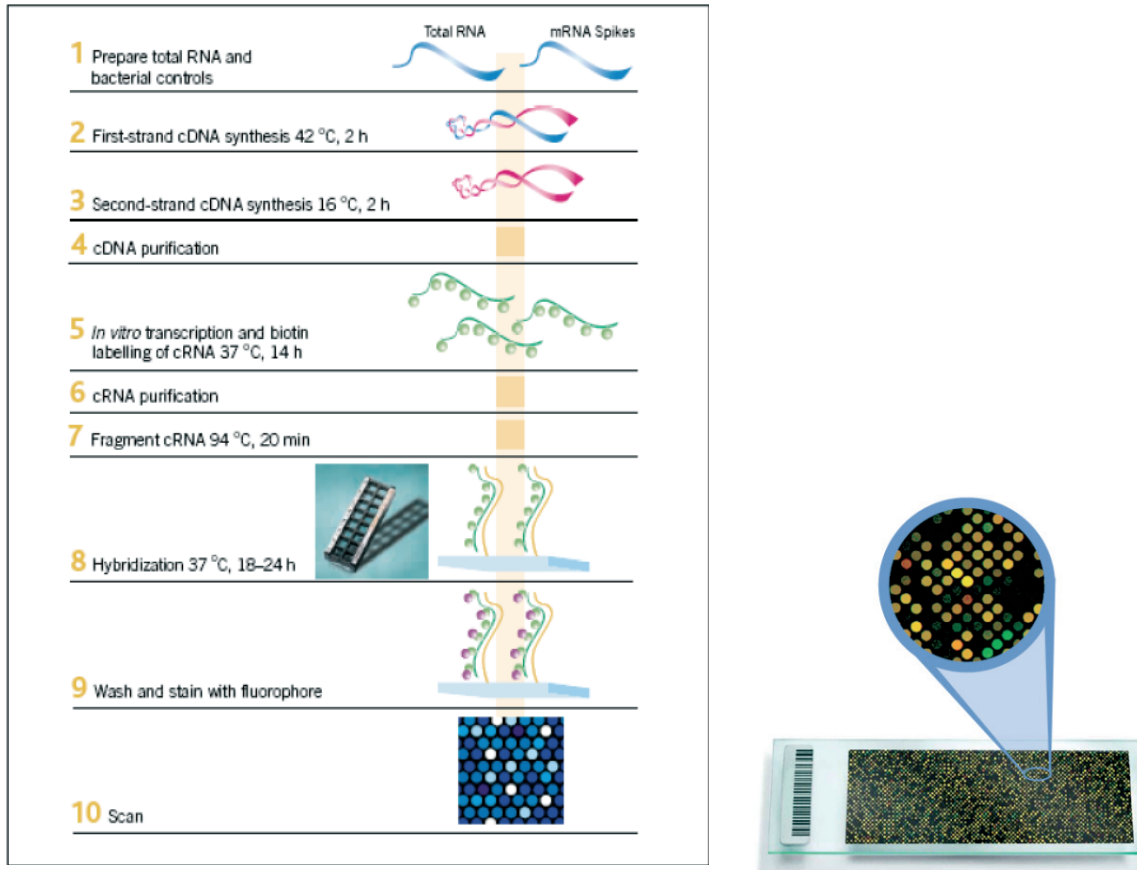 Total RNA
mRNA Spikes
1 Prepare total RNA and
bacterial controls
2 First-strand cDNA synthesis 42 °C, 2 h
3 Second-strand cDNA synthesis 16 °C, 2 h
4 cDNA purification
5 In vitro transcription and biotin
labelling of cRNA 37 °C, 14 h
6 cRNA purification
7 Fragment cRNA 94 °C, 20 min
8 Hybridization 37 °C, 18–24 h
9 Wash and stain with fluorophore
10 Scan